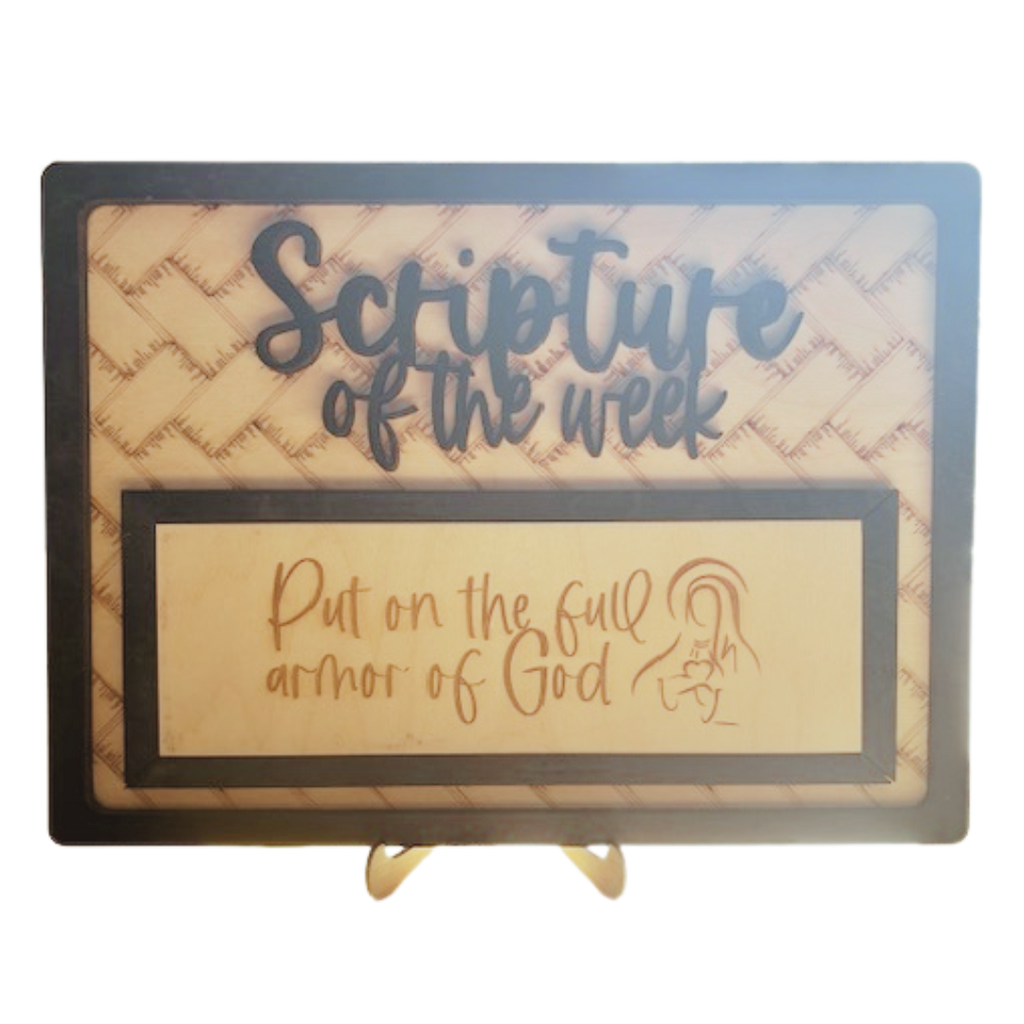 Scripture
of the week
Put on the full
armor of God